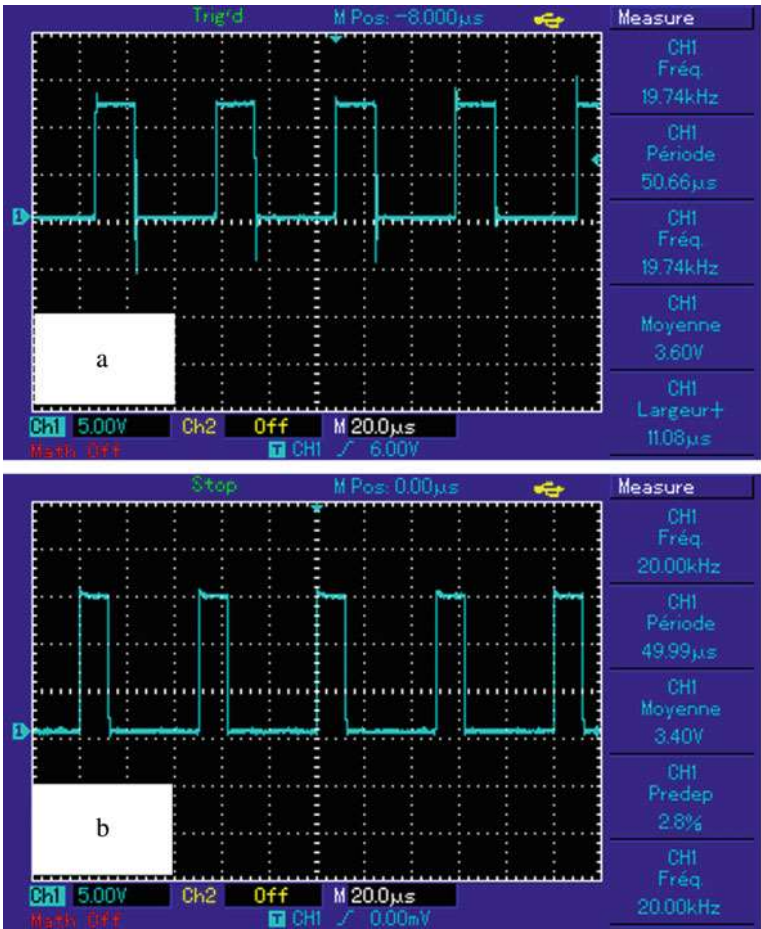 Trig'd M Pos: -8.000µs Measure
CH1
Fréq.
19.74kHz
CH1
Période
50.66µs
CH1
Fréq.
19.74kHz
CH1
Moyenne
3.60V
CH1
Largeur+
11.08µs
1
a
Ch1 5.00V Ch2 Off M 20.0µs
Math Off T CH1 6.00V
Stop M Pos: 0.00µs Measure
CH1
Fréq.
20.00kHz
CH1
Période
49.99µs
CH1
Moyenne
3.40V
CH1
Predep
2.8%
CH1
Fréq.
20.00kHz
1
b
Ch1 5.00V Ch2 Off M 20.0µs
Math Off T CH1 0.00mV